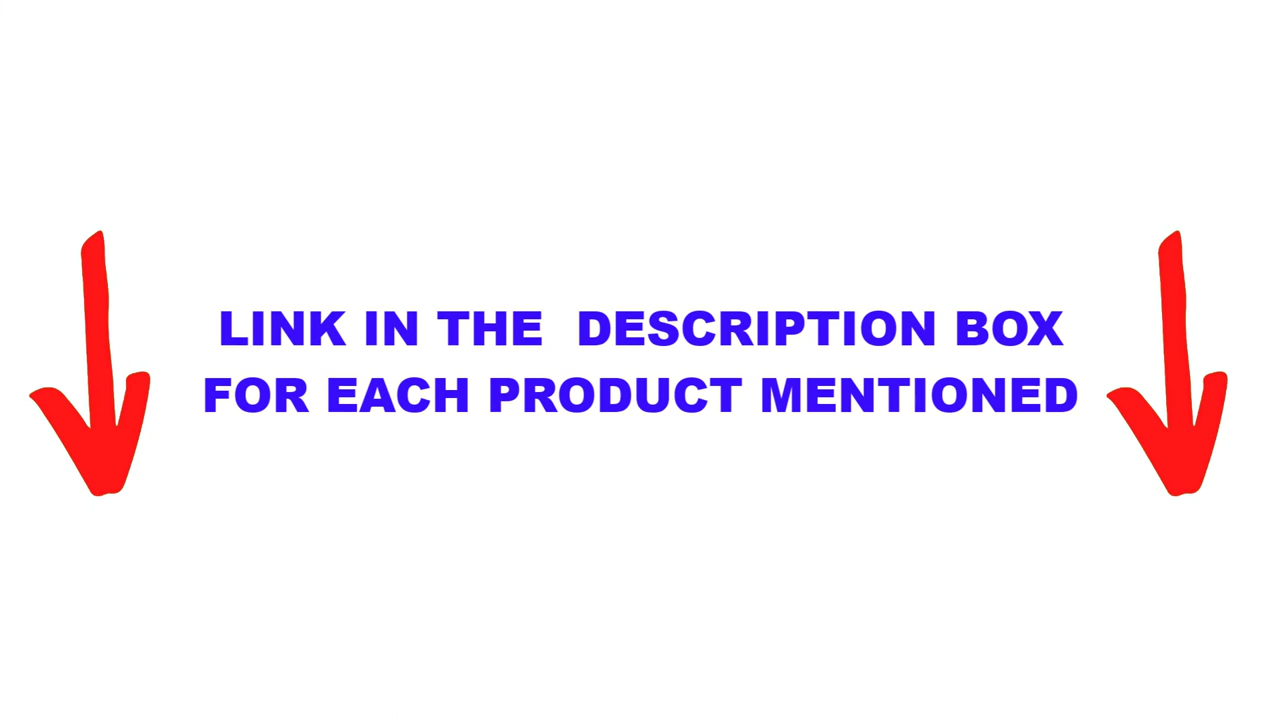 LINK IN THE  DESCRIPTION BOX
FOR EACH PRODUCT MENTIONED